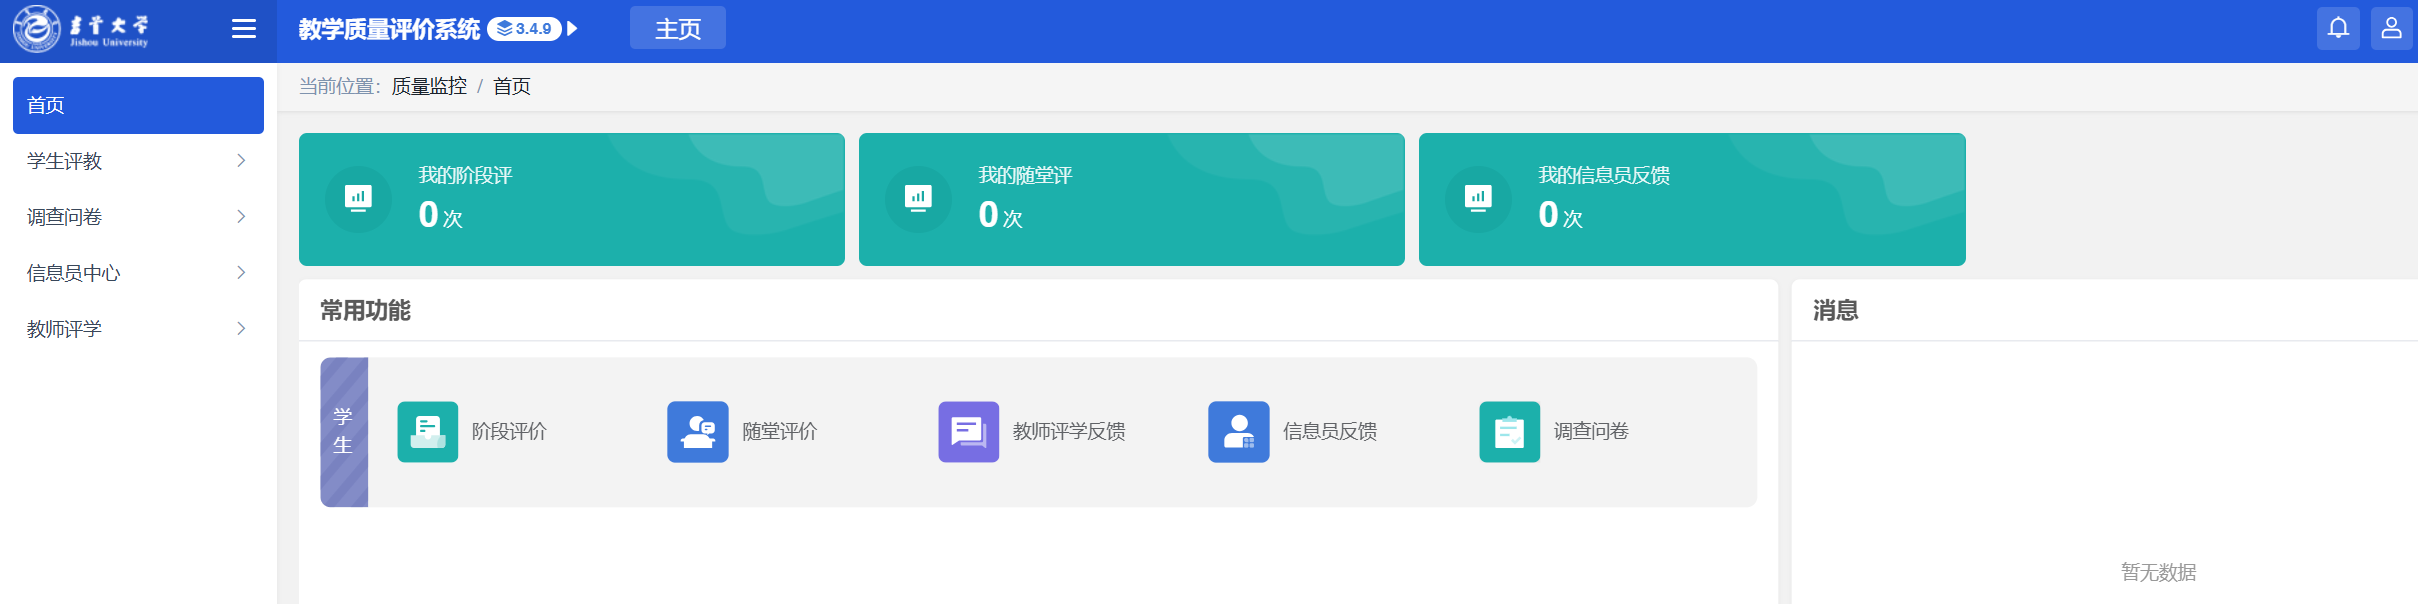 吉首大学
Jishou University
教学质量评价系统 3.4.9
主页
当前位置：质量监控 / 首页
首页
学生评教
调查问卷
信息员中心
教师评学
我的阶段评
0 次
我的随堂评
0 次
我的信息员反馈
0 次
常用功能
学生
阶段评价
随堂评价
教师评学反馈
信息员反馈
调查问卷
消息
暂无数据